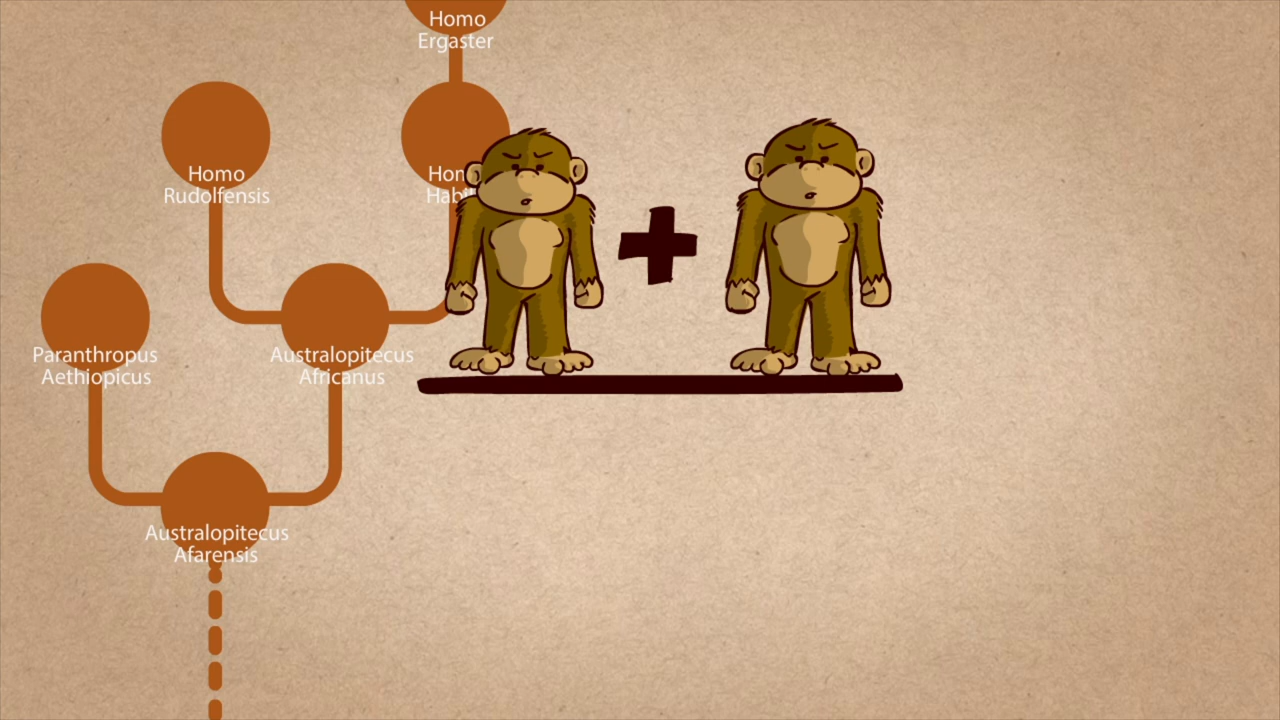 Homo
Ergaster
Homo
Rudolfensis
Paranthropus
Aethiopicus
Australopitecus
Africanus
Australopitecus
Afarensis